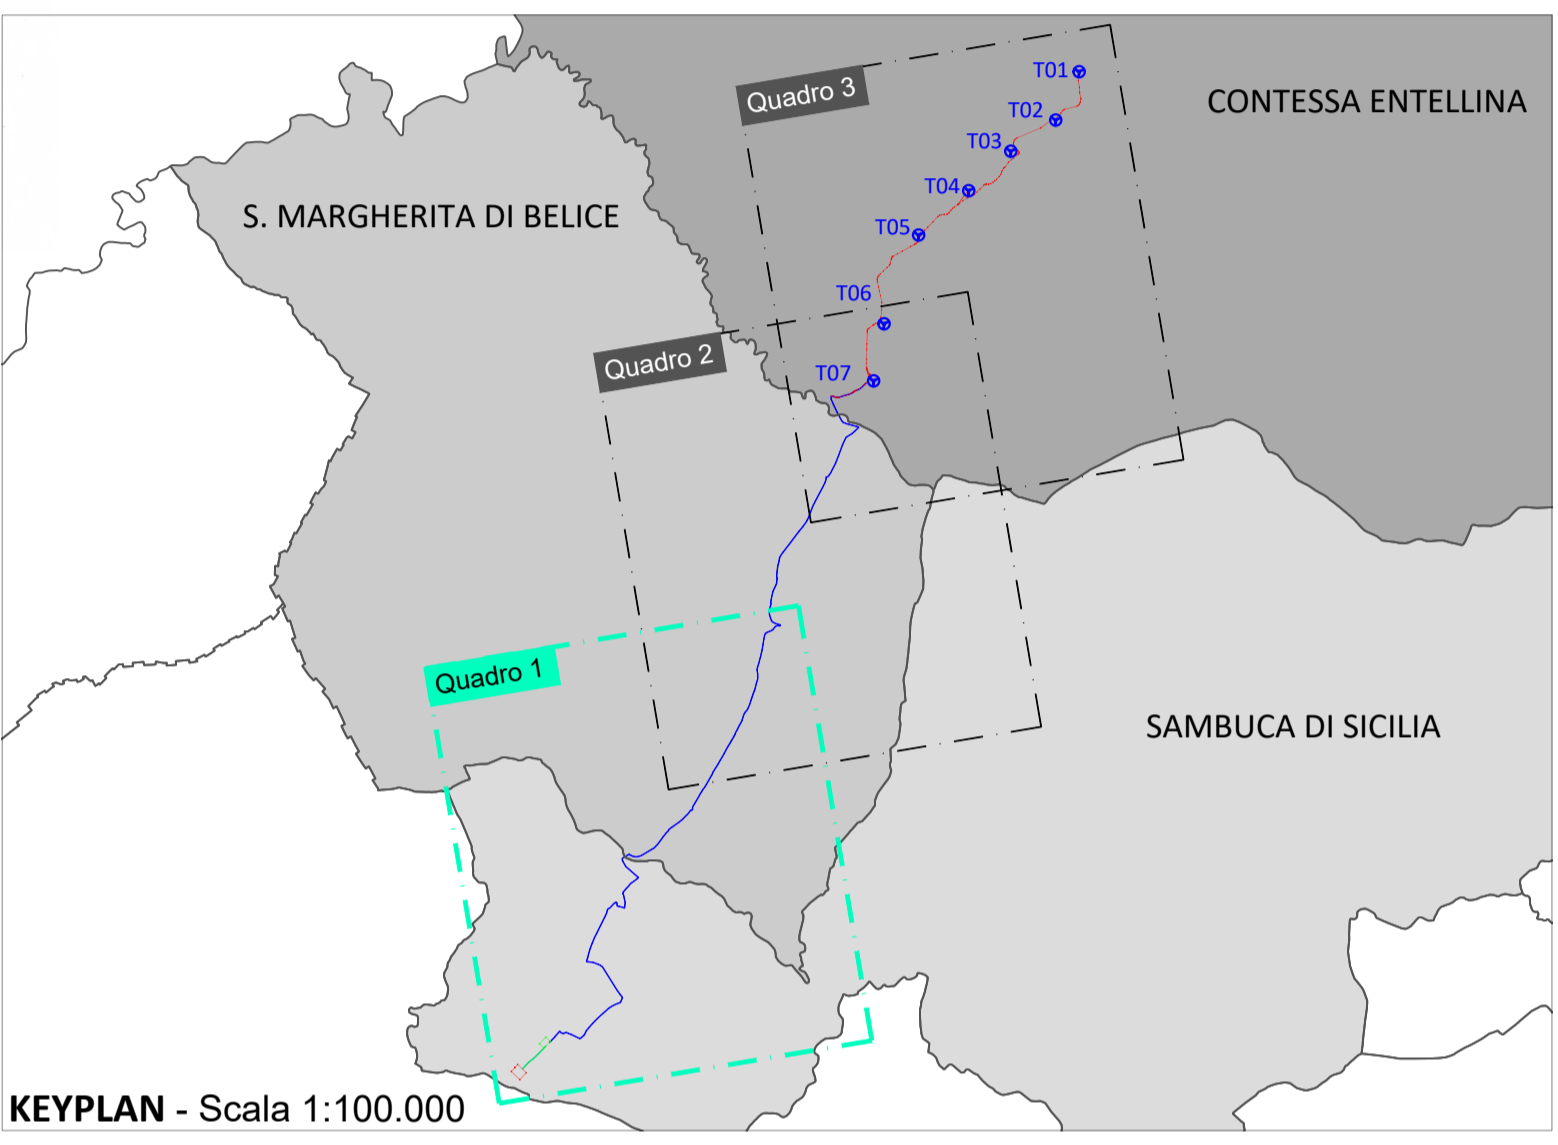 T01
Quadro 3
CONTESSA ENTELLINA
T02
T03
T04
S. MARGHERITA DI BELICE
T05
T06
Quadro 2
T07
Quadro 1
SAMBUCA DI SICILIA
KEYPLAN - Scala 1:100.000